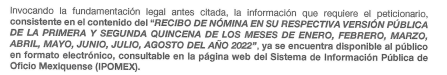 Invocando la fundamentación legal antes citada, la información que requiere el peticionario,
consistente en el contenido del "RECIBO DE NÓMINA EN SU RESPECTIVA VERSIÓN PÚBLICA
DE LA PRIMERA Y SEGUNDA QUINCENA DE LOS MESES DE ENERO, FEBRERO, MARZO,
ABRIL, MAYO, JUNIO, JULIO, AGOSTO DEL AÑO 2022", ya se encuentra disponible al público
en formato electrónico, consultable en la página web del Sistema de Información Pública de
Oficio Mexiquense (IPOMEX).